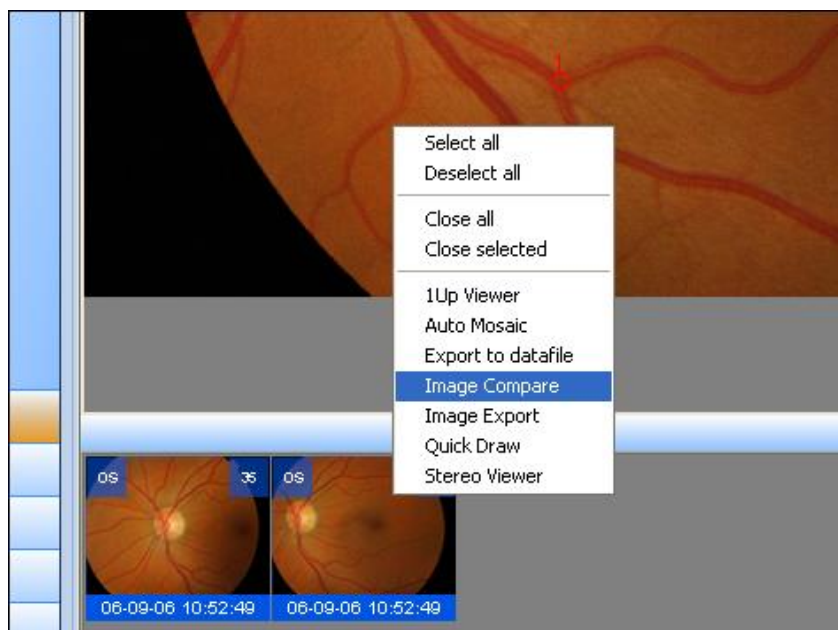 Select all
Deselect all
Close all
Close selected
1Up Viewer
Auto Mosaic
Export to datafile
Image Compare
Image Export
Quick Draw
Stereo Viewer
OS 35 OS
06-09-06 10:52:49 06-09-06 10:52:49